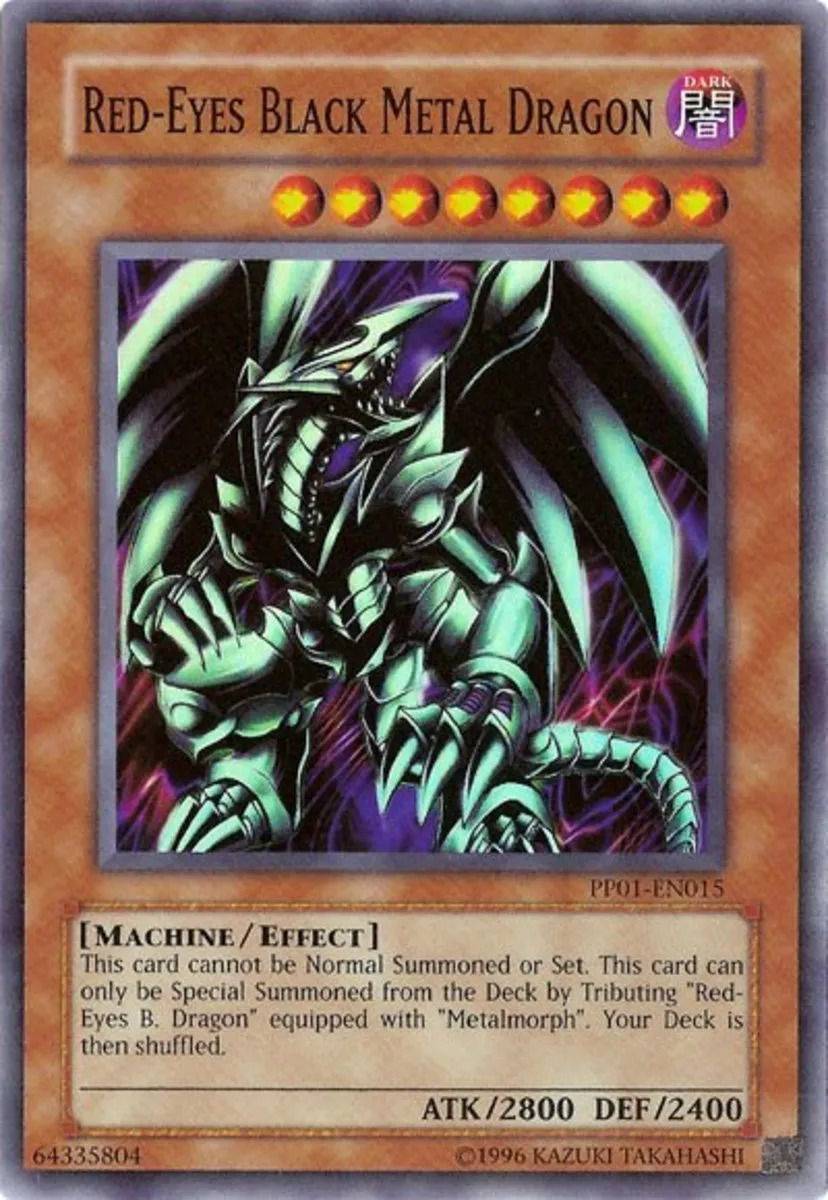 RED-EYES BLACK METAL DRAGON
DARK
闇
PP01-EN015
[MACHINE/EFFECT]
This card cannot be Normal Summoned or Set. This card can
only be Special Summoned from the Deck by Tributing "Red-
Eyes B. Dragon" equipped with "Metalmorph". Your Deck is
then shuffled.
ATK/2800 DEF/2400
64335804
©1996 KAZUKI TAKAHASHI